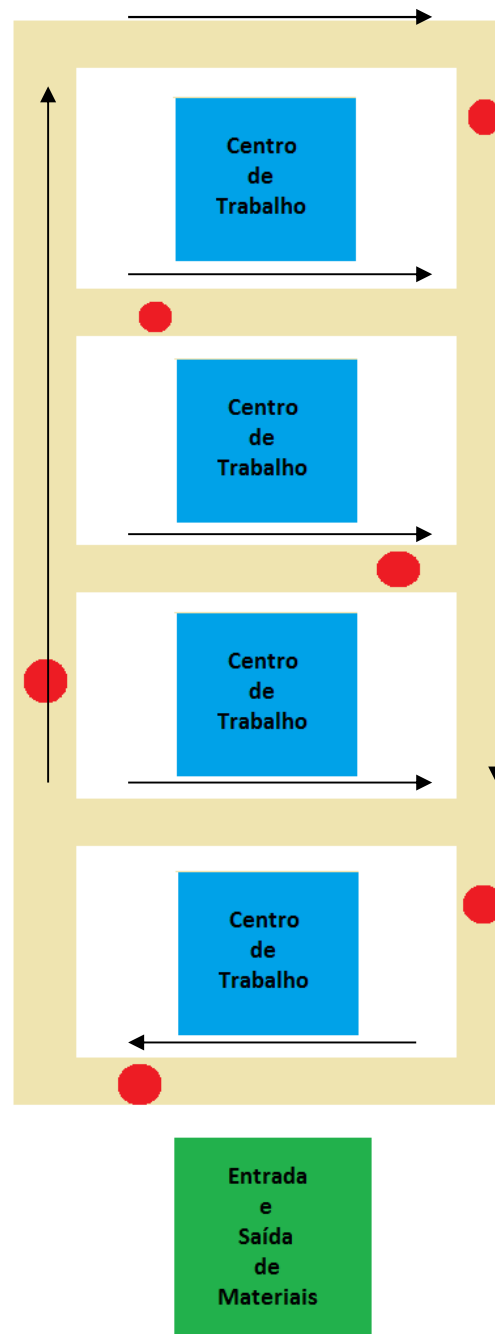 Centro
de
Trabalho
Centro
de
Trabalho
Centro
de
Trabalho
Centro
de
Trabalho
Entrada
e
Saída
de
Materiais